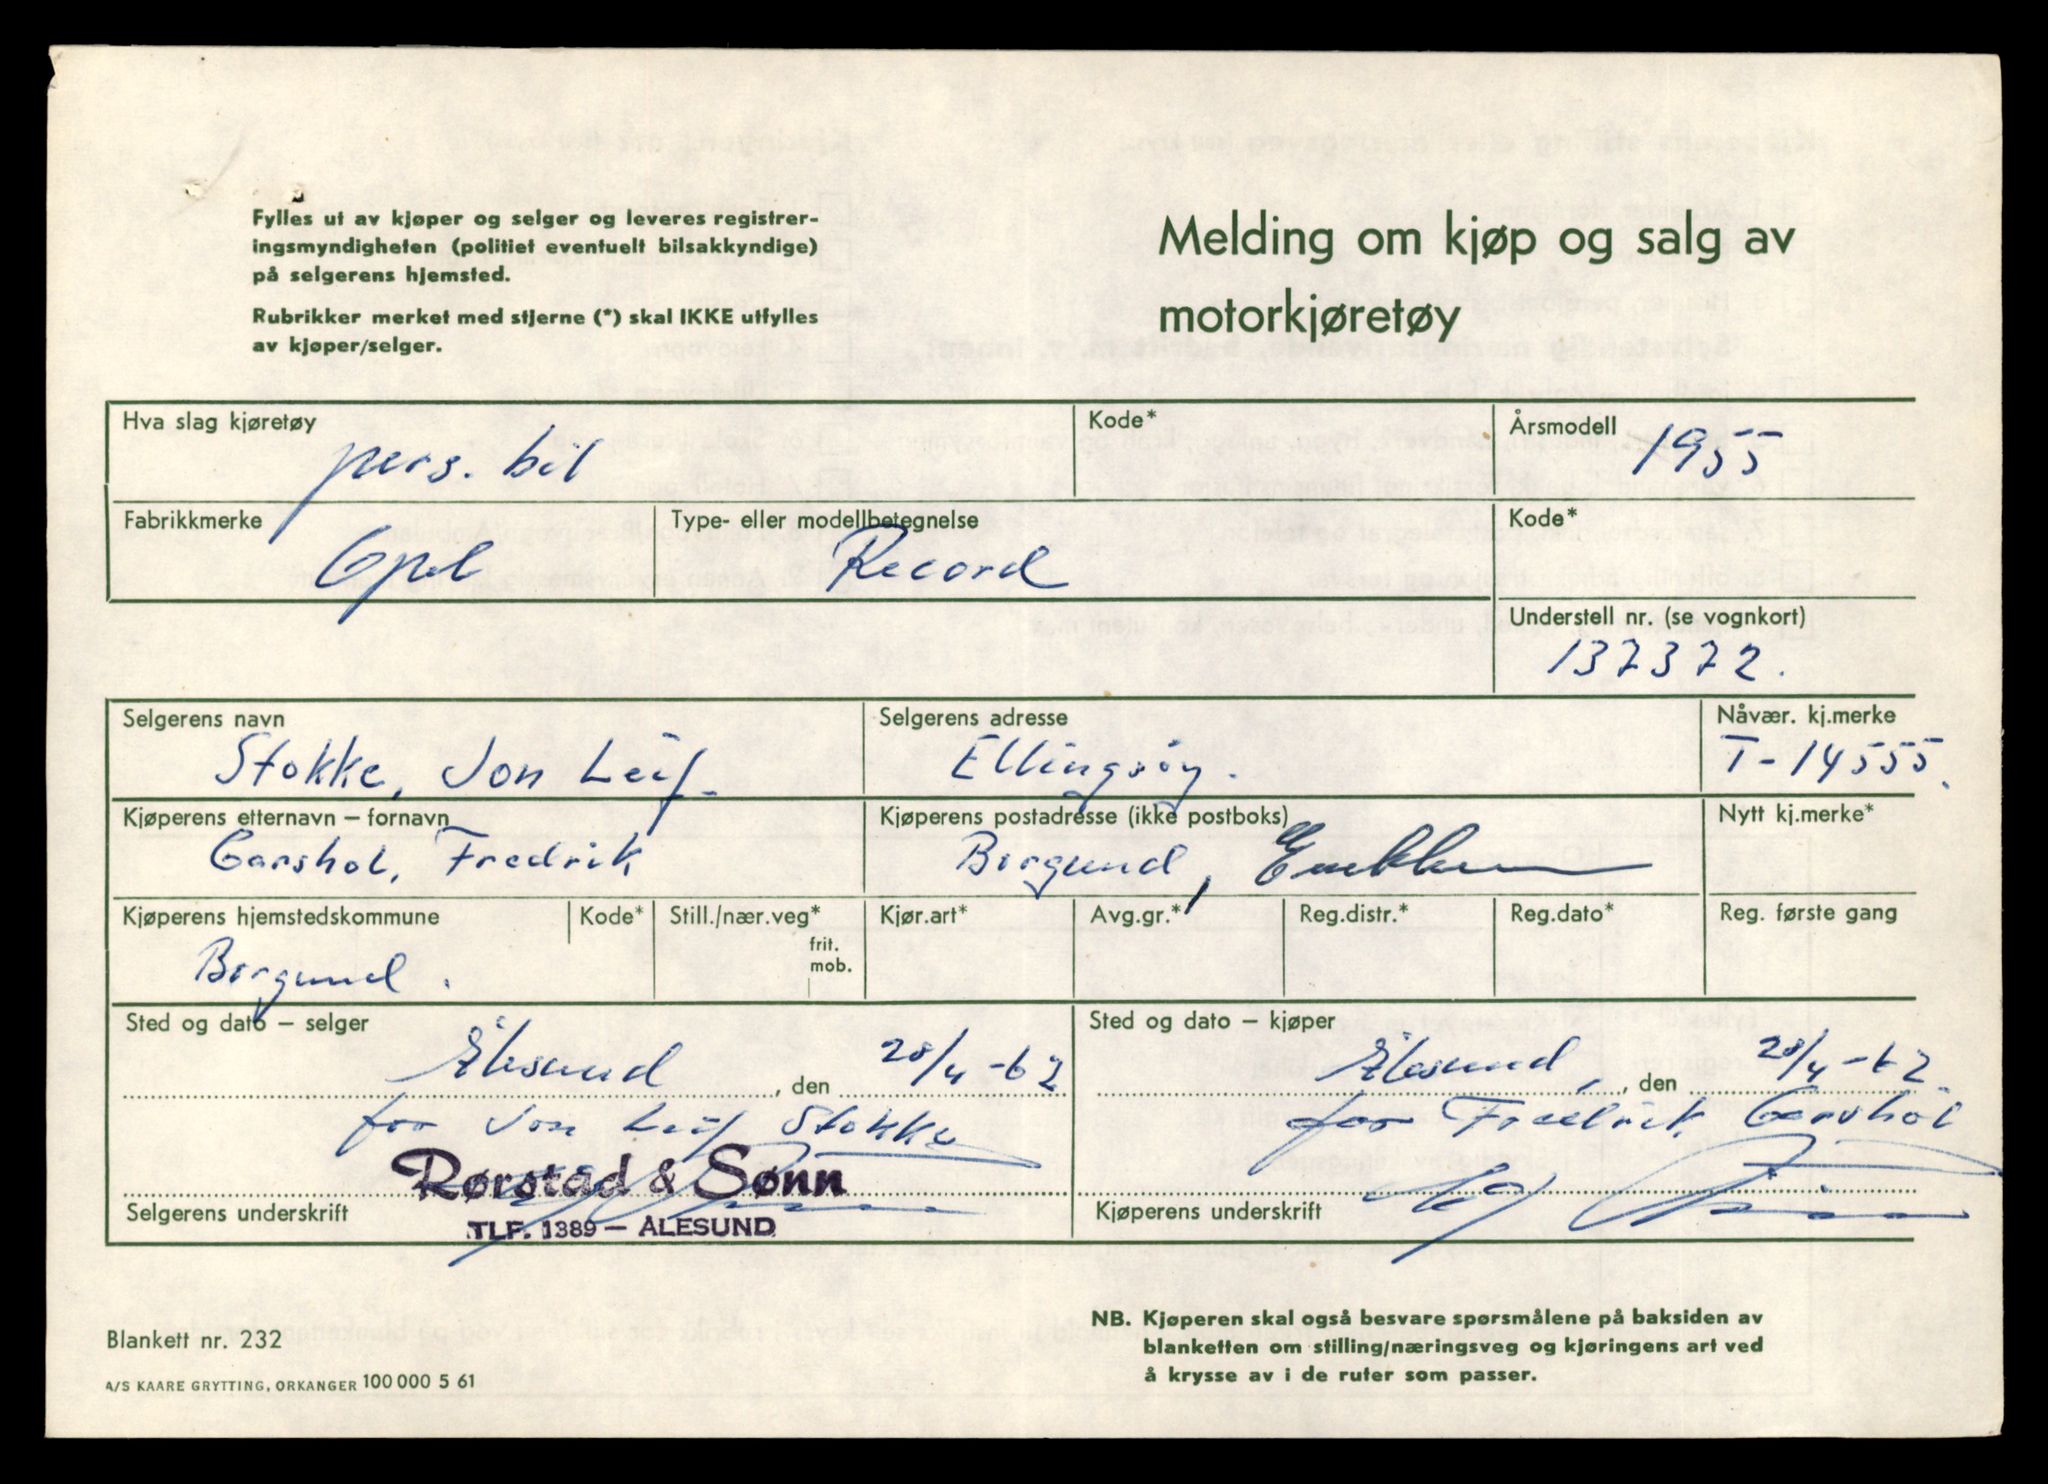 Fylles ut av kjøper og selger og leveres registrer-
ingsmyndigheten (politiet eventuelt bilsakkyndige)
på selgerens hjemsted.
Rubrikker merket med stjerne (*) skal IKKE utfylles
av kjøper/selger.
Melding om kjøp og salg av
motorkjøretøy
Hva slag kjøretøy
pers. bil
Kode*
Årsmodell
1955
Fabrikkmerke
Opel
Type- eller modellbetegnelse
Record
Kode*
Understell nr. (se vognkort)
137372.
Selgerens navn
Stokke, Jon Leif.
Selgerens adresse
Ellingsöy.
Nåvær. kj.merke
T-14555.
Kjøperens etternavn – fornavn
Garshol, Fredrik
Kjøperens postadresse (ikke postboks)
Borgund,
Nytt kj.merke*
Kjøperens hjemstedskommune
Borgund.
Kode*
Still./nær.veg*
frit.
mob.
Kjør.art*
Avg.gr.*
Reg.distr.*
Reg.dato*
Reg. første gang
Sted og dato – selger
Ålesund, den 28/4-62
for Jon Leif Stokke
Rørstad & Sønn
TLF. 1389 — ALESUND
Selgerens underskrift
Sted og dato – kjøper
Ålesund, den 28/4-62
for Fredrik Garshol
Kjøperens underskrift
Blankett nr. 232
A/S KAARE GRYTTING, ORKANGER 100 000 5 61
NB. Kjøperen skal også besvare spørsmålene på baksiden av
blanketten om stilling/næringsveg og kjøringens art ved
å krysse av i de ruter som passer.